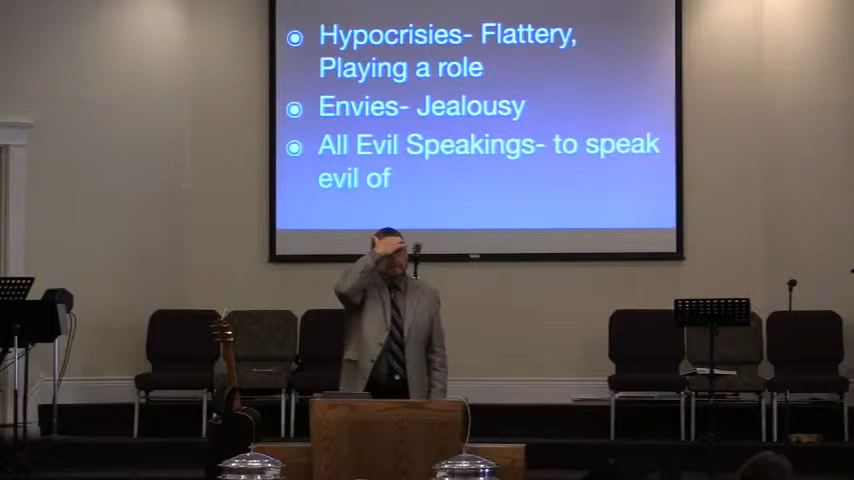 Hypocrisies- Flattery,
Playing a role
Envies- Jealousy
All Evil Speakings- to speak
evil of